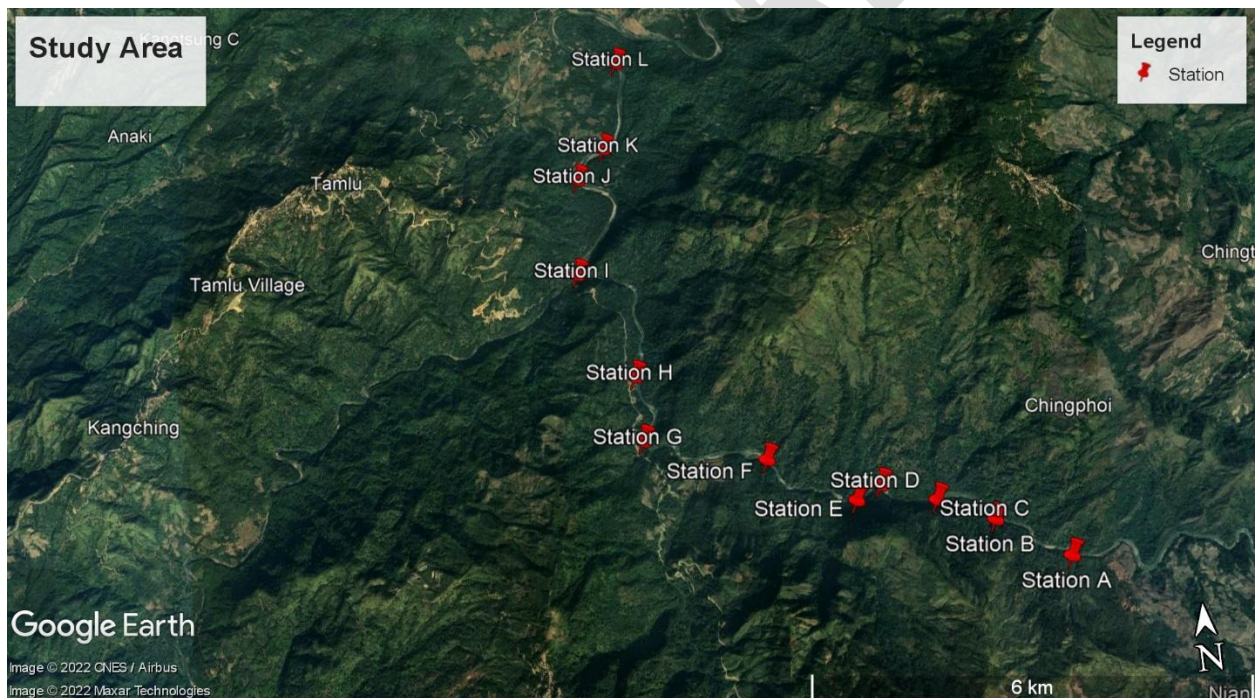 Study Area
Kangtsung C
Legend
Station
Station L
Anaki
Station K
Station J
Tamlu
Chingt
Station I
Tamlu Village
Station H
Chingphoi
Kangching
Station G
Station F
Station D
Station E
Station C
Station B
Station A
Google Earth
Image © 2022 CNES / Airbus
Image © 2022 Maxar Technologies
6 km
N
Nian